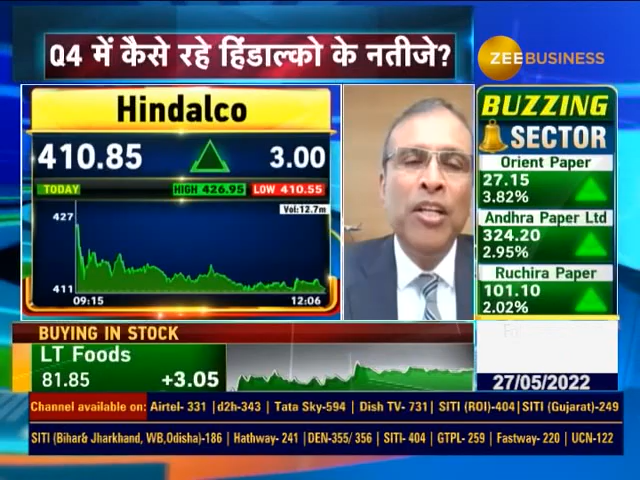 Q4 में कैसे रहे हिंडाल्को के नतीजे?
ZEEBUSINESS
Hindalco
410.85 3.00
TODAY HIGH 426.95 LOW 410.55
Vol:12.7m
427
411
09:15 12:06
BUZZING
SECTOR
Orient Paper
27.15
3.82%
Andhra Paper Ltd
324.20
2.95%
Ruchira Paper
101.10
2.02%
BUYING IN STOCK
LT Foods
81.85 +3.05
27/05/2022
Channel available on: Airtel- 331 |d2h-343 | Tata Sky-594 | Dish TV- 731| SITI (ROI)-404|SITI (Gujarat)-249
SITI (Bihar& Jharkhand, WB,Odisha)-186 | Hathway- 241 |DEN-355/ 356 | SITI- 404 | GTPL- 259 | Fastway- 220 | UCN-122